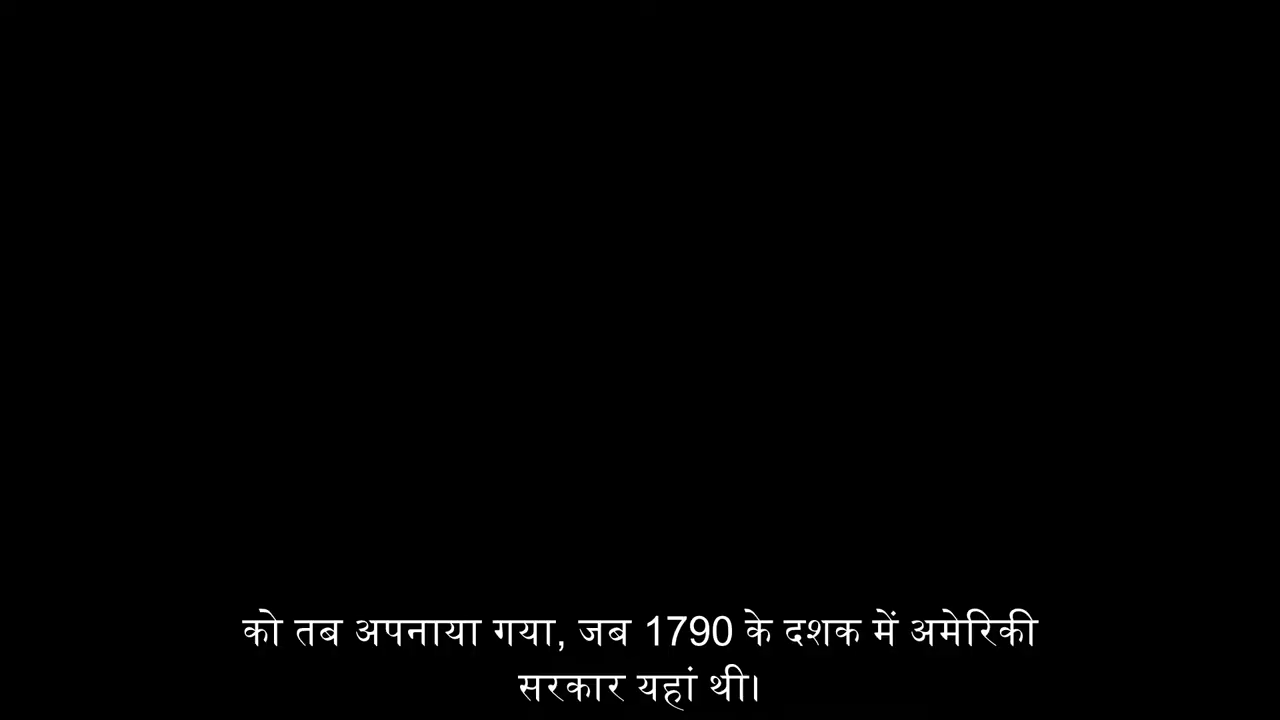 को तब अपनाया गया, जब 1790 के दशक में अमेरिकी
सरकार यहां थी।